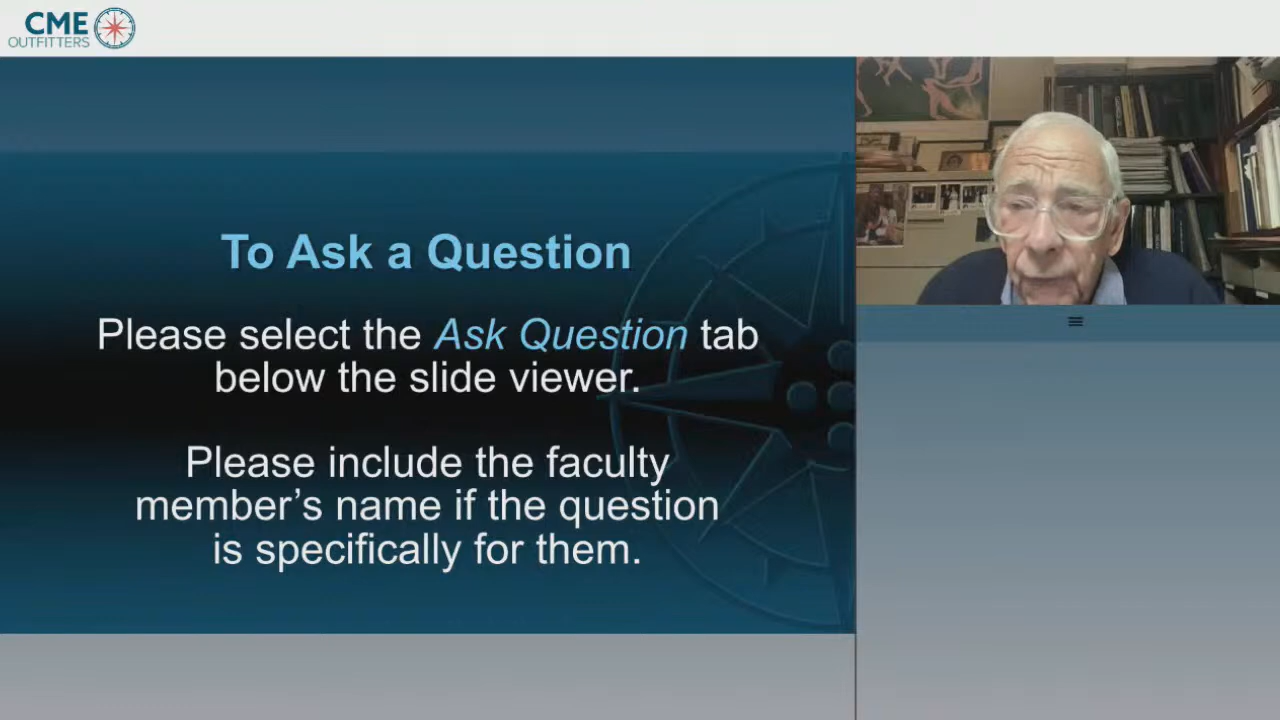 CME
OUTFITTERS
To Ask a Question
Please select the Ask Question tab
below the slide viewer.
Please include the faculty
member’s name if the question
is specifically for them.